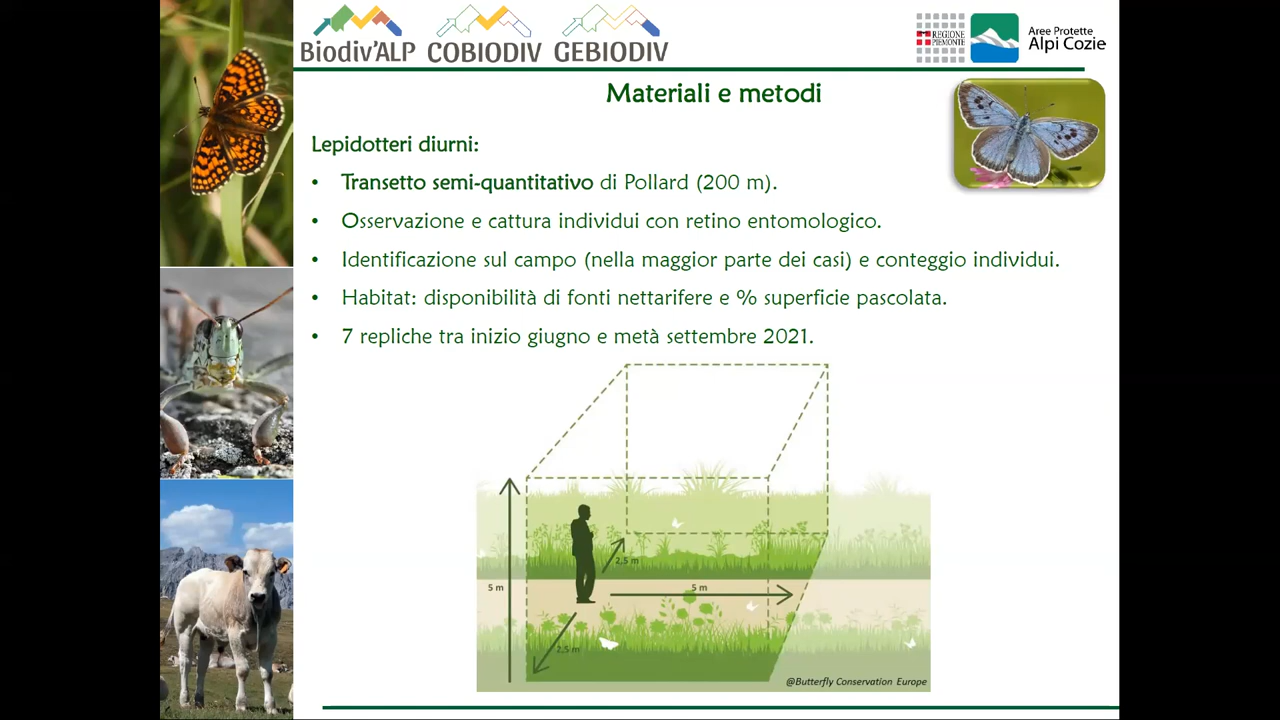 Biodiv'ALP COBIODIV GEBIODIV
REGIONE
PIEMONTE
Aree Protette
Alpi Cozie
Materiali e metodi
Lepidotteri diurni:
• Transetto semi-quantitativo di Pollard (200 m).
• Osservazione e cattura individui con retino entomologico.
• Identificazione sul campo (nella maggior parte dei casi) e conteggio individui.
• Habitat: disponibilità di fonti nettarifere e % superficie pascolata.
• 7 repliche tra inizio giugno e metà settembre 2021.
2,5 m
5 m
5 m
2,5 m
@Butterfly Conservation Europe